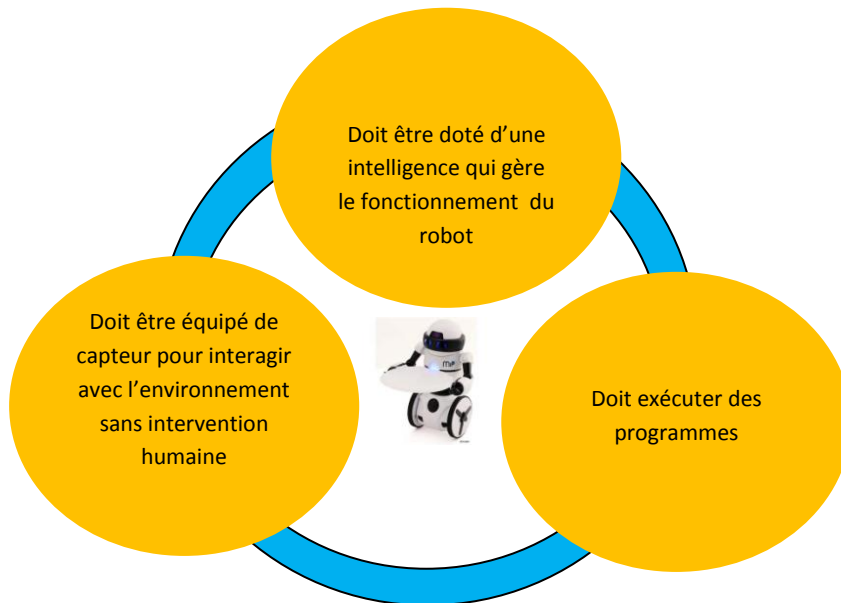 Doit être doté d'une
intelligence qui gère
le fonctionnement du
robot
Doit être équipé de
capteur pour interagir
avec l'environnement
sans intervention
humaine
Doit exécuter des
programmes